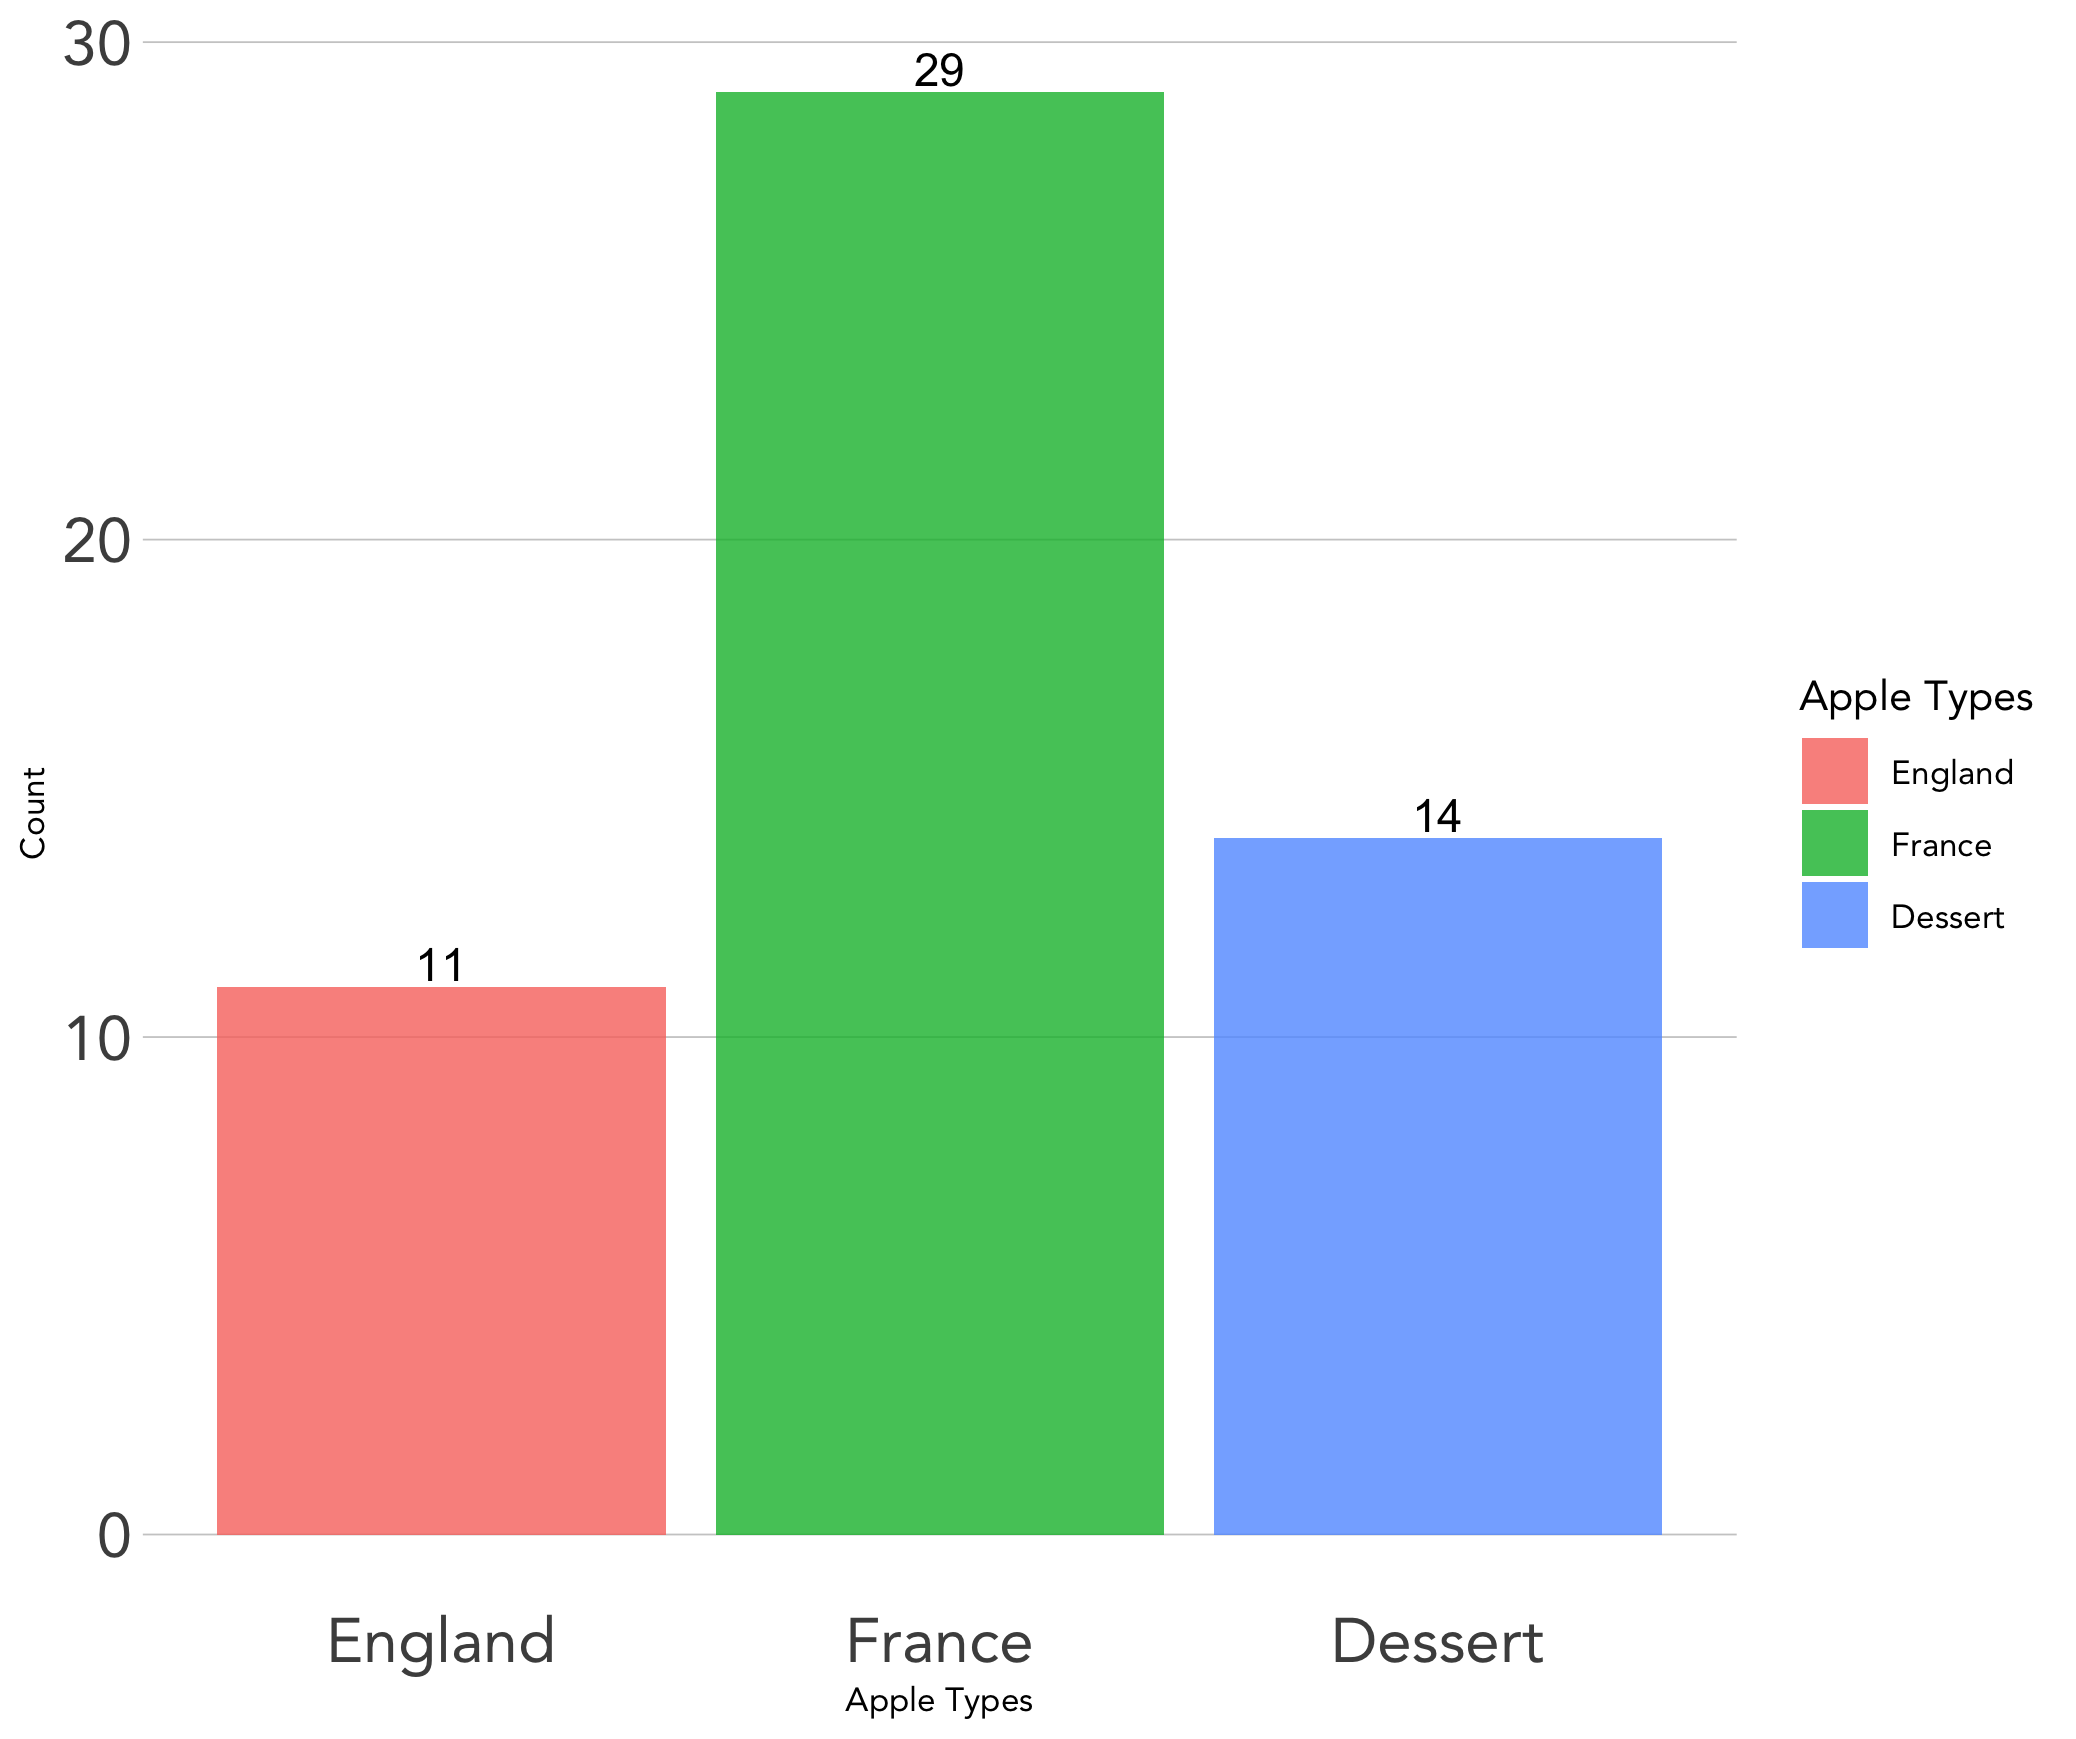 30
29
20
Apple Types
England
Count
14
France
Dessert
11
10
0
England France Dessert
Apple Types